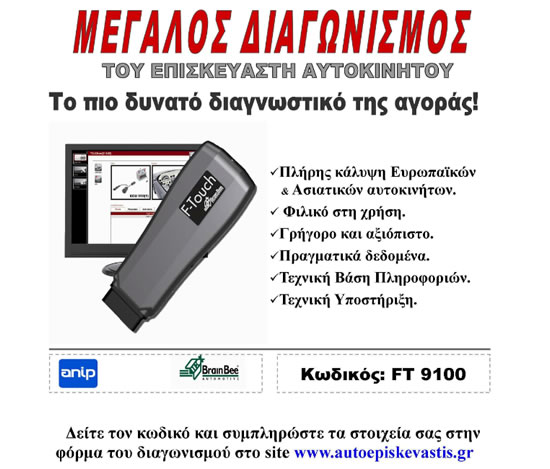 ΜΕΓΑΛΟΣ ΔΙΑΓΩΝΙΣΜΟΣ
ΤΟΥ ΕΠΙΣΚΕΥΑΣΤΗ ΑΥΤΟΚΙΝΗΤΟΥ
Το πιο δυνατό διαγνωστικό της αγοράς!
F-Touch
✓Πλήρης κάλυψη Ευρωπαϊκών
& Ασιατικών αυτοκινήτων.
✓ Φιλικό στη χρήση.
✓Γρήγορο και αξιόπιστο.
✓Πραγματικά δεδομένα.
✓Τεχνική Βάση Πληροφοριών.
✓Τεχνική Υποστήριξη.
anip
BrainBee
AUTOMOTIVE
Κωδικός: FT 9100
Δείτε τον κωδικό και συμπληρώστε τα στοιχεία σας στην
φόρμα του διαγωνισμού στο site www.autoepiskevastis.gr